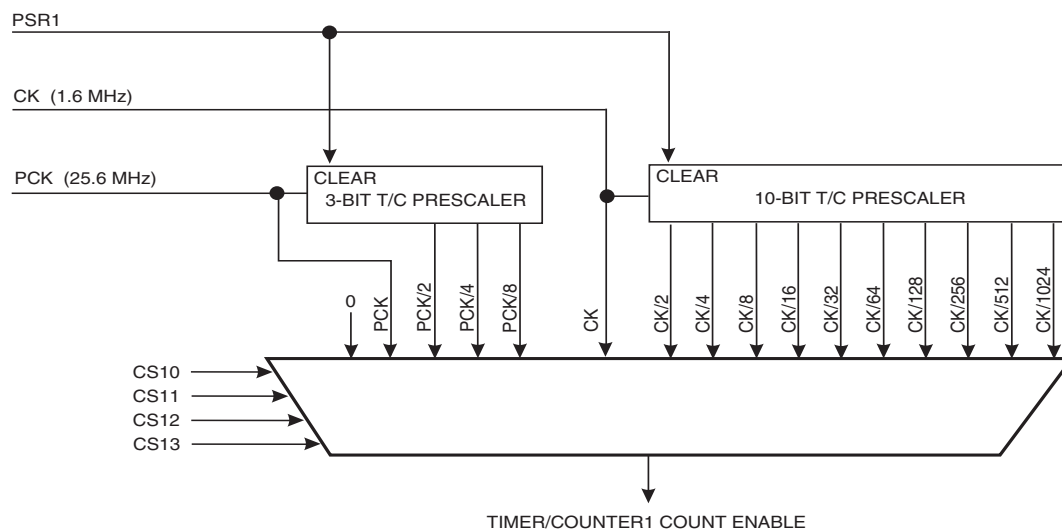 PSR1
CK (1.6 MHz)
PCK (25.6 MHz)
CLEAR
3-BIT T/C PRESCALER
CLEAR
10-BIT T/C PRESCALER
0
PCK
PCK/2
PCK/4
PCK/8
CK
CK/2
CK/4
CK/8
CK/16
CK/32
CK/64
CK/128
CK/256
CK/512
CK/1024
CS10
CS11
CS12
CS13
TIMER/COUNTER1 COUNT ENABLE